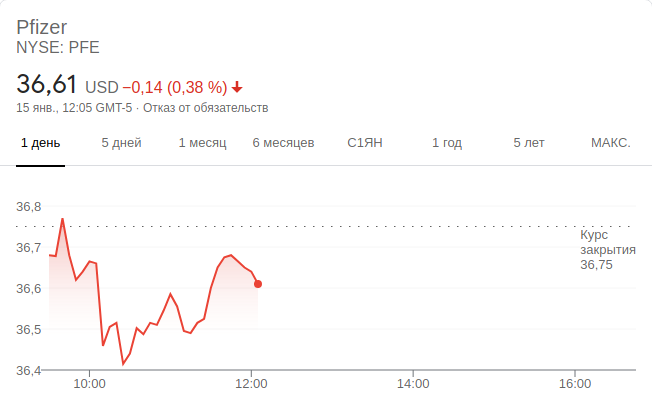 Pfizer
NYSE: PFE
36,61 USD −0,14 (0,38 %)
15 янв., 12:05 GMT-5 · Отказ от обязательств
1 день 5 дней 1 месяц 6 месяцев С1ЯН 1 год 5 лет МАКС.
36,8
Курс
36,7
закрытия
36,75
36,6
36,5
36,4
10:00 12:00 14:00 16:00